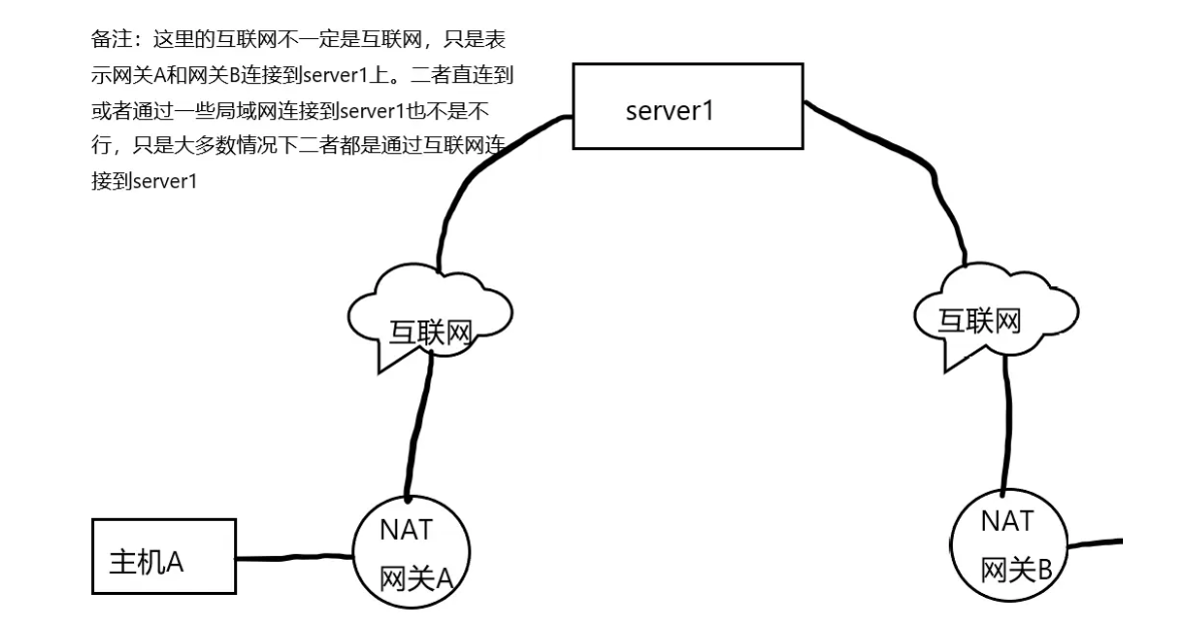 备注：这里的互联网不一定是互联网，只是表
示网关A和网关B连接到server1上。二者直连到
或者通过一些局域网连接到server1也不是不
行，只是大多数情况下二者都是通过互联网连
接到server1
server1
互联网
互联网
主机A
NAT
网关A
NAT
网关B